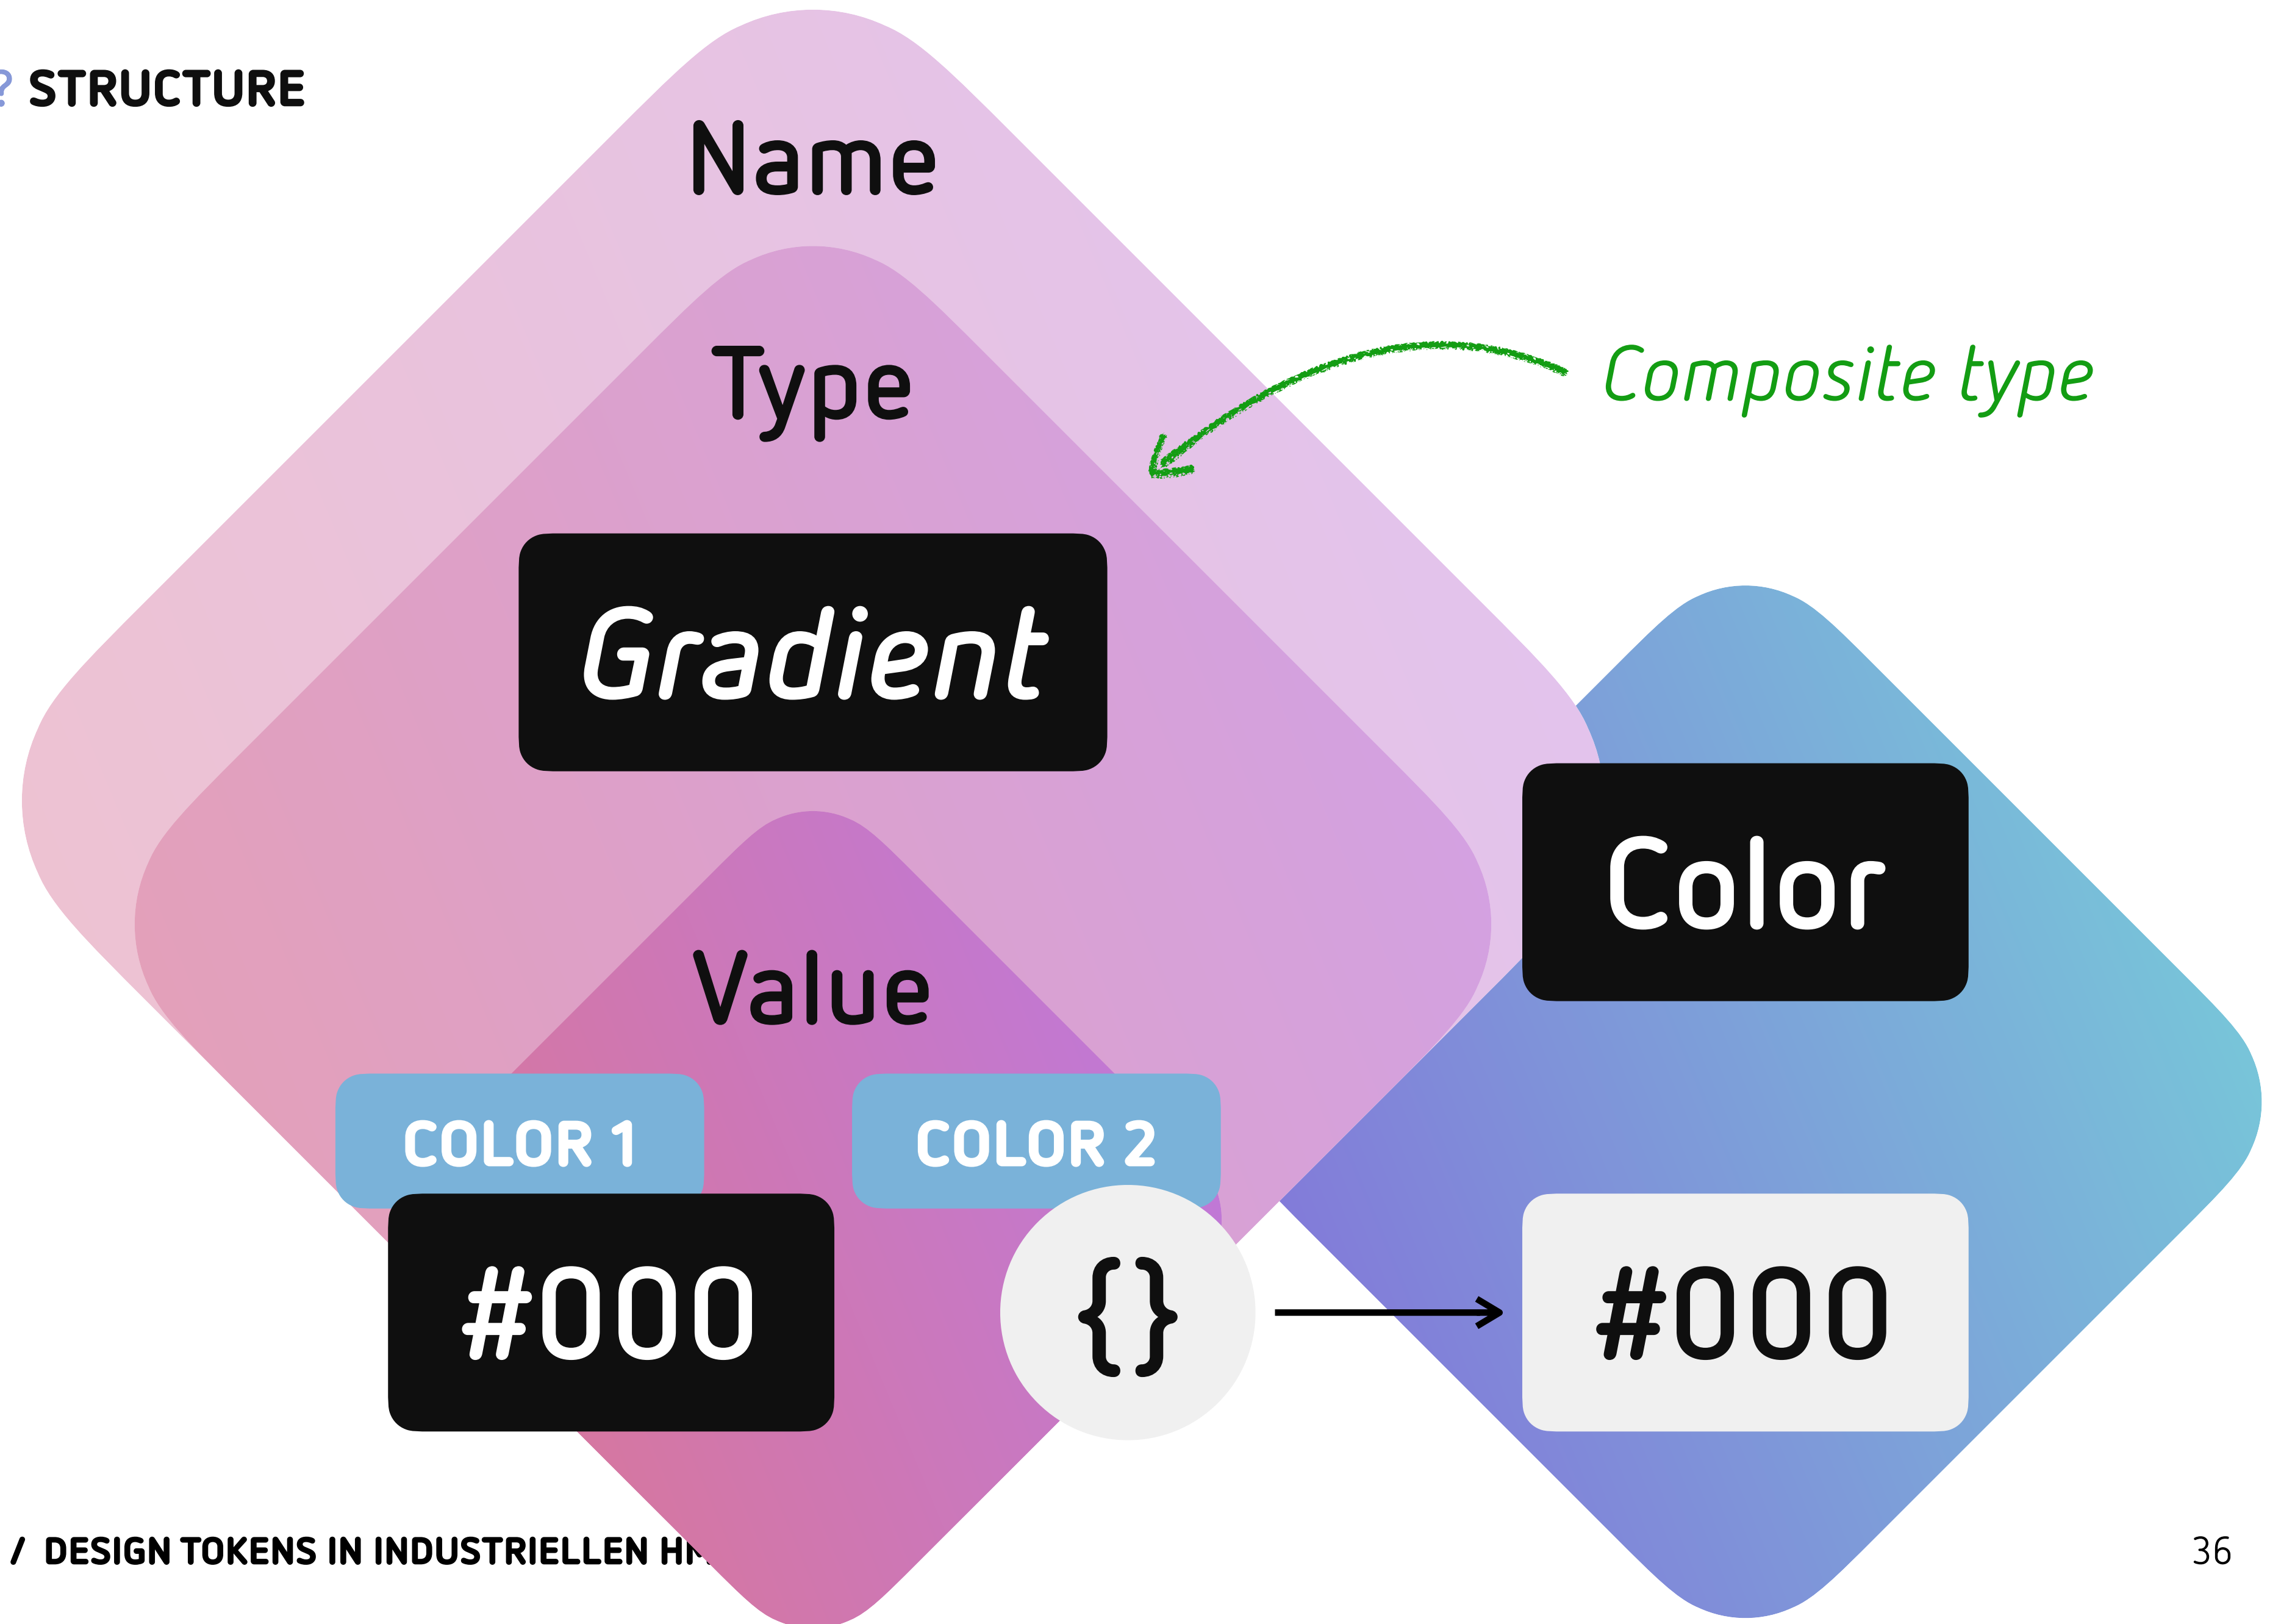 ? STRUCTURE
Name
Type
Composite type
Gradient
Color
Value
COLOR 1
COLOR 2
#000
{}
#000
/ DESIGN TOKENS IN INDUSTRIELLEN
36